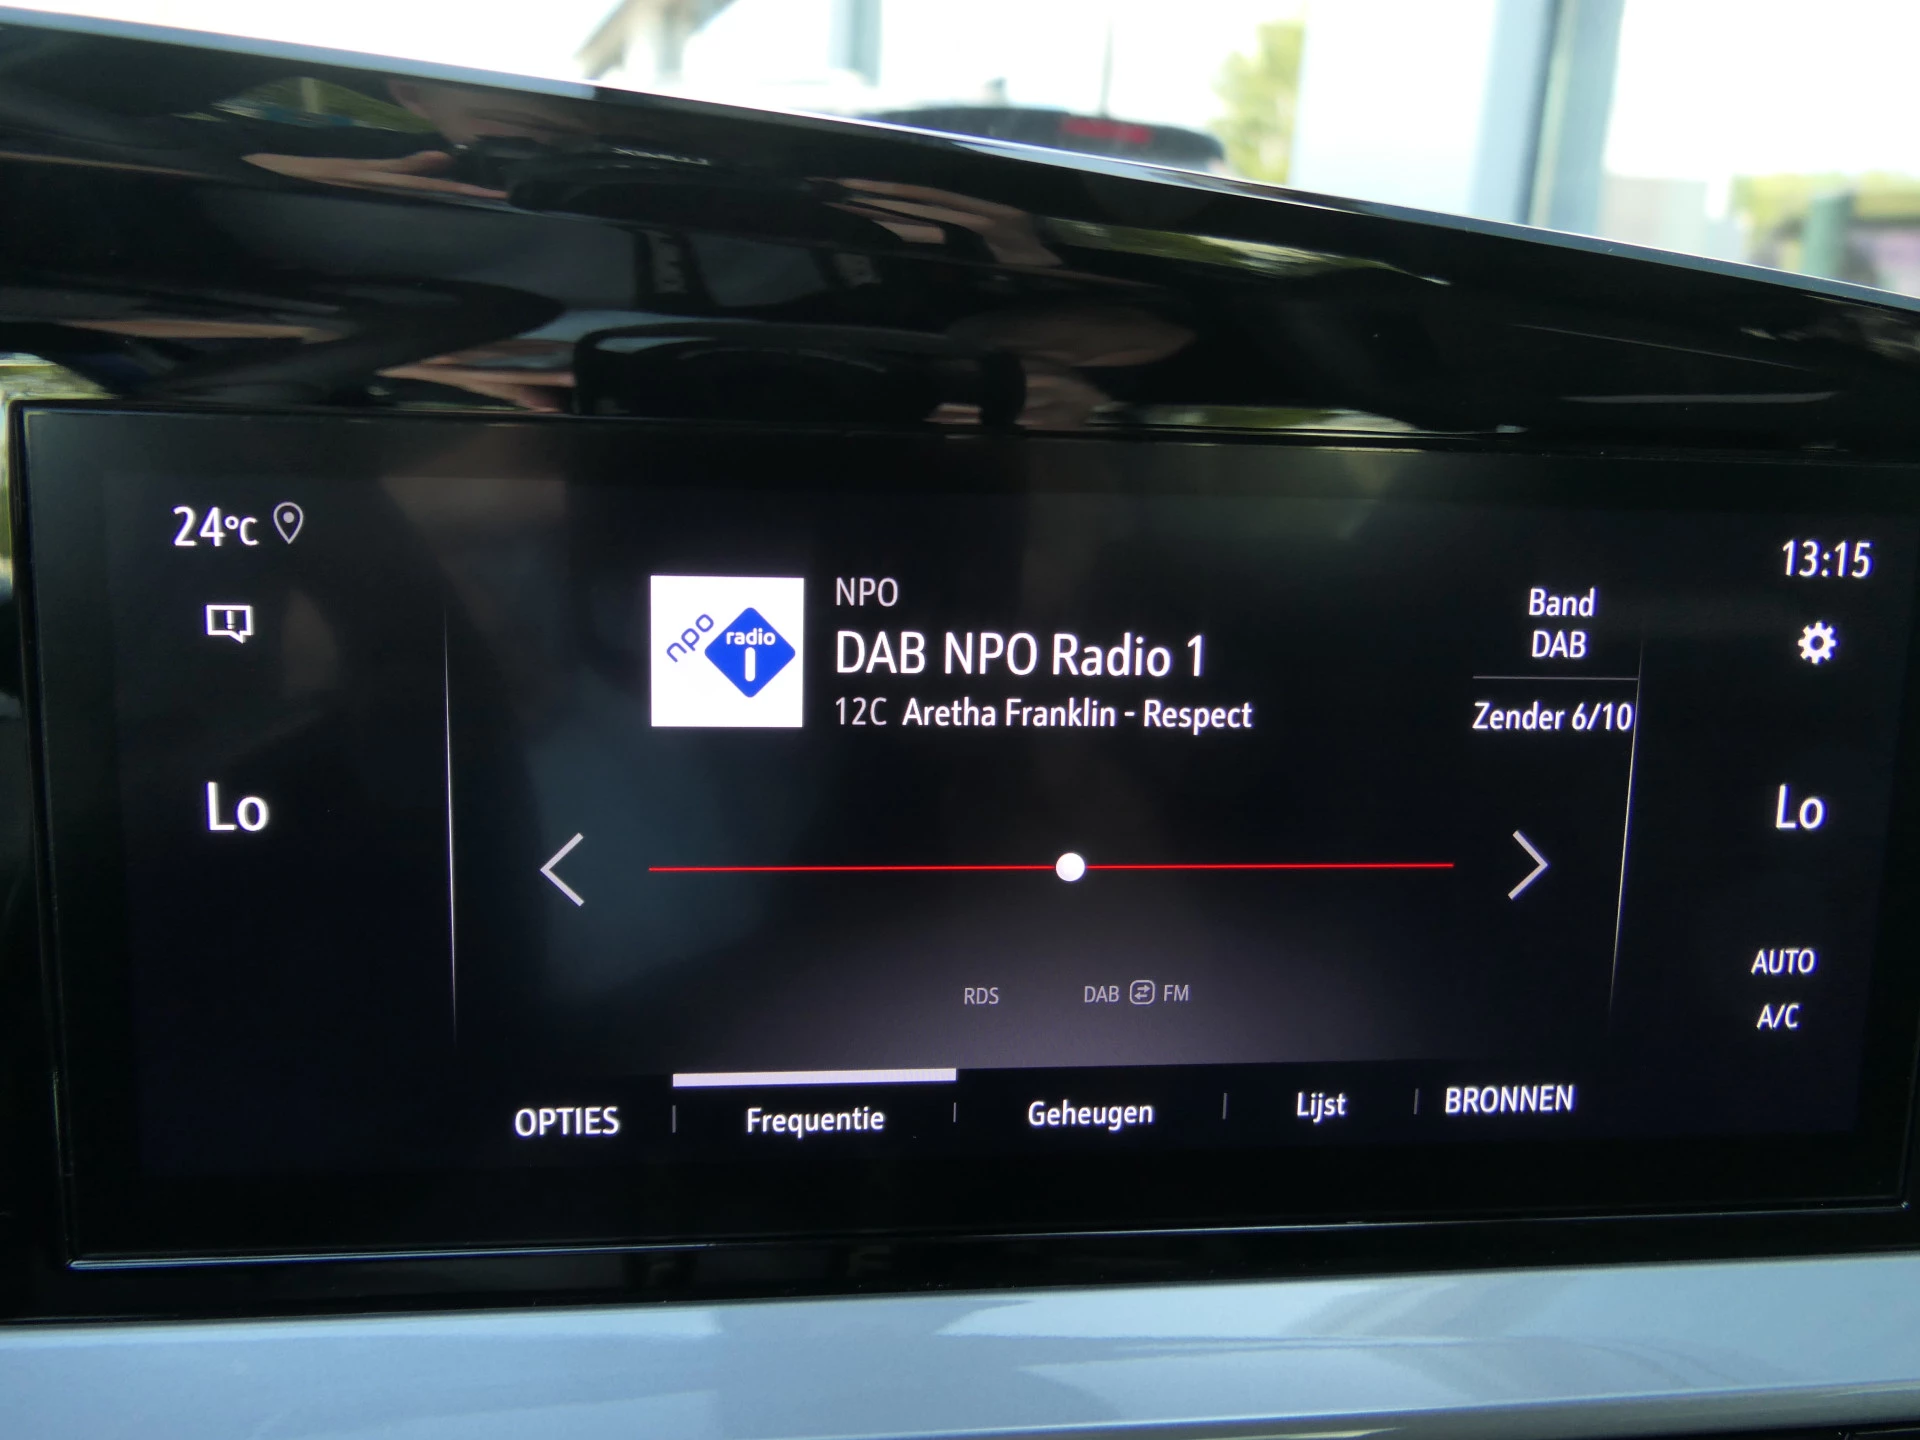 24°C
13:15
npo radio 1
NPO
DAB NPO Radio 1
12C Aretha Franklin - Respect
Band
DAB
Zender 6/10
Lo
Lo
RDS
DAB FM
AUTO
A/C
OPTIES
Frequentie
Geheugen
Lijst
BRONNEN